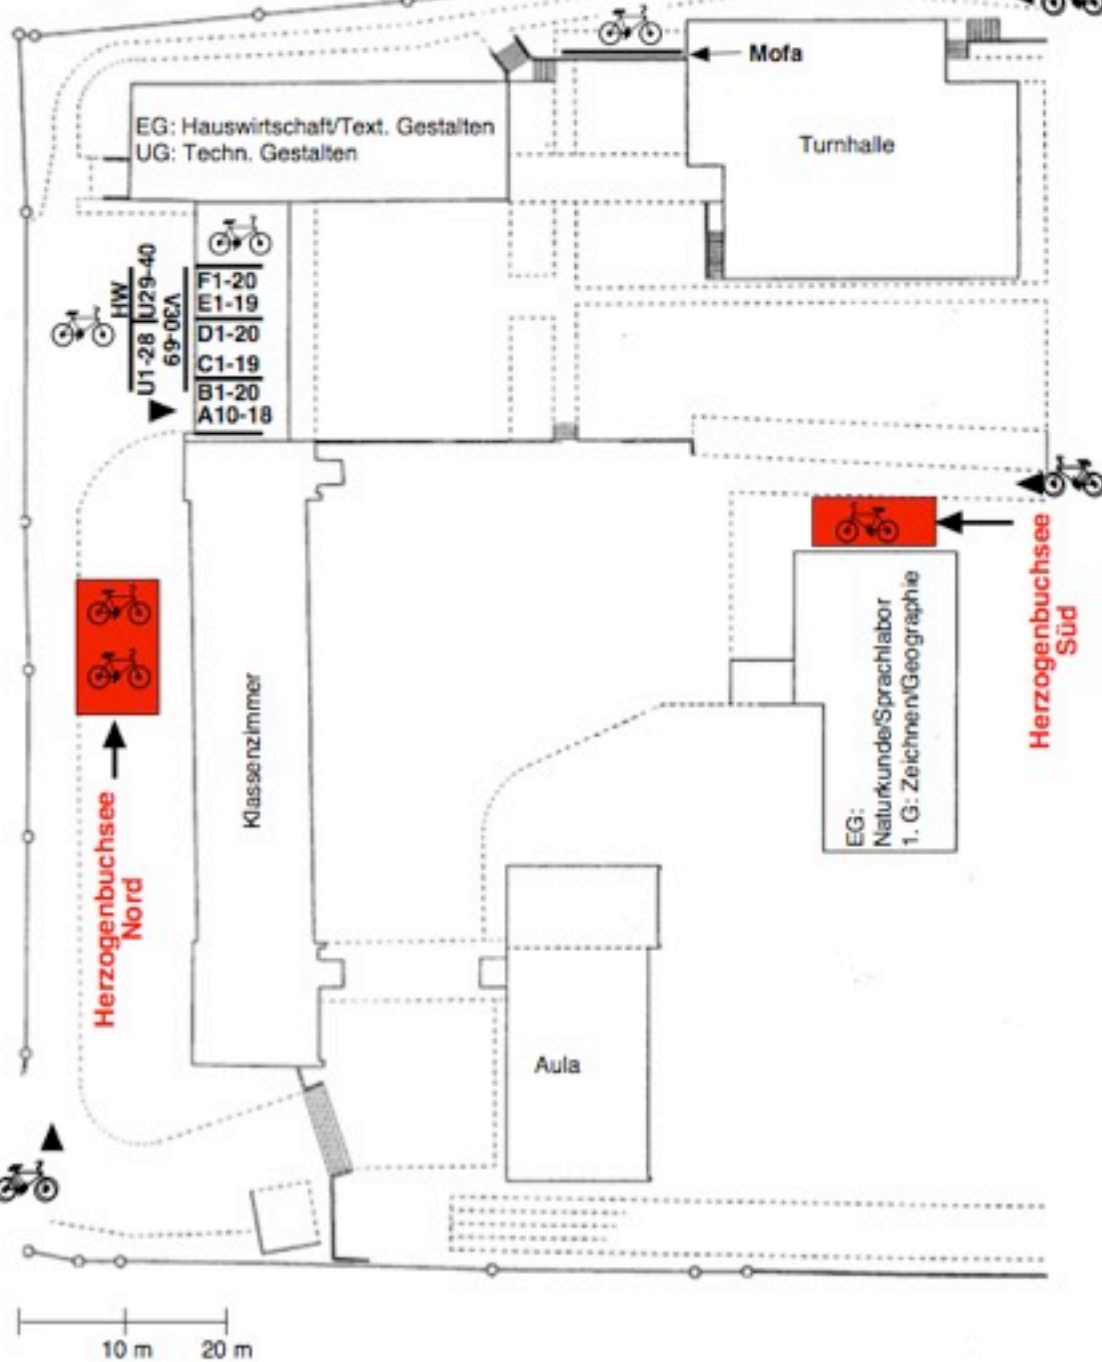 Mofa
EG: Hauswirtschaft/Text. Gestalten
UG: Techn. Gestalten
Turnhalle
HW
U1-28 U29-40
V30-69
F1-20
E1-19
D1-20
C1-19
B1-20
A10-18
Herzogenbuchsee
Süd
Klassenzimmer
EG:
Naturkunde/Sprachlabor
1. G: Zeichnen/Geographie
Herzogenbuchsee
Nord
Aula
10 m 20 m